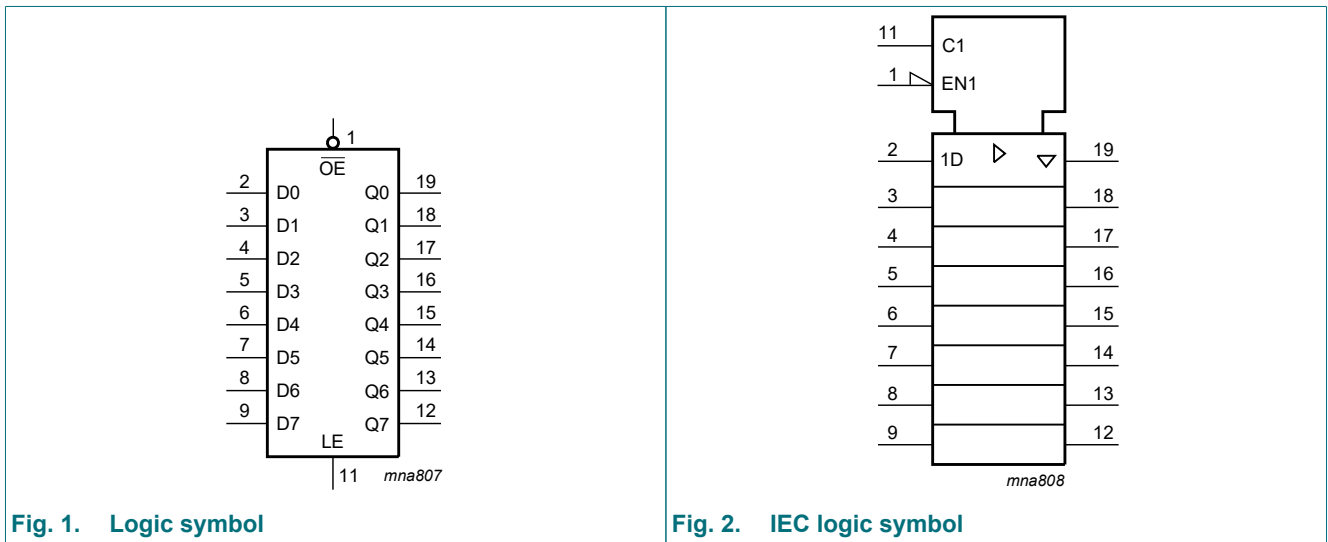 1
OE
2 D0 Q0 19
3 D1 Q1 18
4 D2 Q2 17
5 D3 Q3 16
6 D4 Q4 15
7 D5 Q5 14
8 D6 Q6 13
9 D7 Q7 12
LE
11 mna807
Fig. 1. Logic symbol
11 C1
1 EN1
2 1D 19
3 18
4 17
5 16
6 15
7 14
8 13
9 12
mna808
Fig. 2. IEC logic symbol